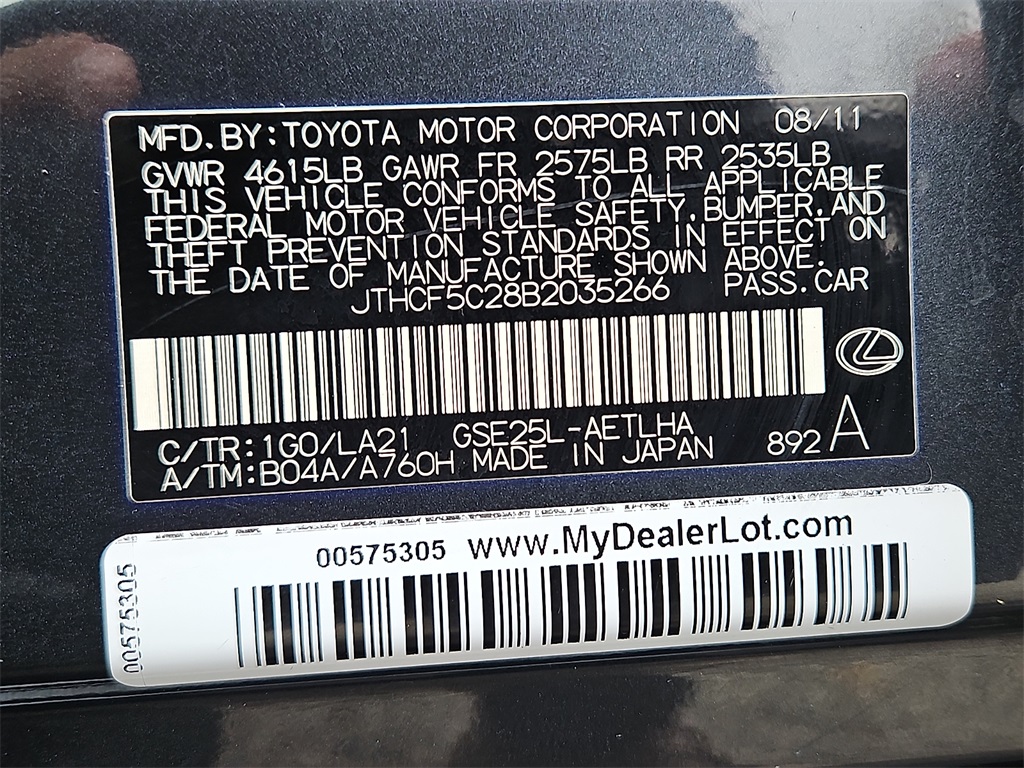 MFD. BY: TOYOTA MOTOR CORPORATION 08/11
GVWR 4615LB GAWR FR 2575LB RR 2535LB
THIS VEHICLE CONFORMS TO ALL APPLICABLE
FEDERAL MOTOR VEHICLE SAFETY, BUMPER, AND
THEFT PREVENTION STANDARDS IN EFFECT ON
THE DATE OF MANUFACTURE SHOWN ABOVE.
JTHCF5C28B2035266 PASS. CAR
C/TR: 1G0/LA21 GSE25L-AETLHA
A/TM: B04A/A760H MADE IN JAPAN 892 A
00575305 www.MyDealerLot.com
00575305